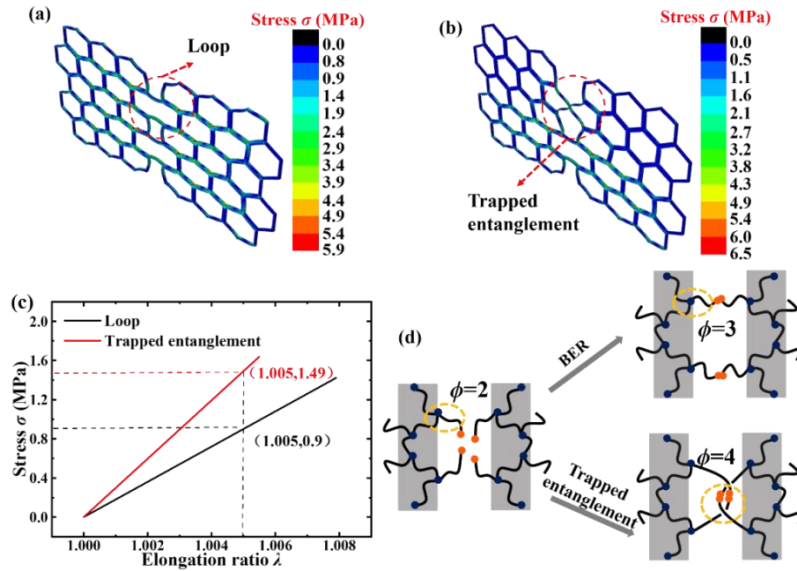 (a)
Loop
Stress σ (MPa)
0.0
0.8
0.9
1.5
1.9
2.4
2.9
3.4
3.9
4.4
4.9
5.4
5.9
(b)
Trapped
entanglement
Stress σ (MPa)
0.0
0.5
1.1
1.6
2.1
2.7
3.2
3.8
4.3
4.9
5.4
6.0
6.5
(c)
Loop
Trapped entanglement
(1.005,1.49)
(1.005,0.9)
Stress σ (MPa)
2.0
1.6
1.2
0.8
0.4
0.0
1.000
1.002
1.004
1.006
1.008
Elongation ratio λ
(d)
ϕ=2
BER
ϕ=3
Trapped
entanglement
ϕ=4